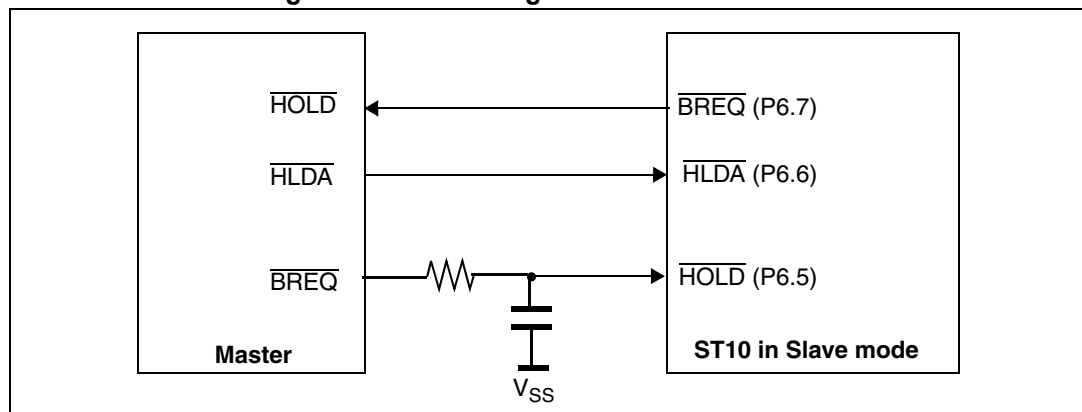 HOLD
BREQ (P6.7)
HLDA
HLDA (P6.6)
BREQ
HOLD (P6.5)
Master
ST10 in Slave mode
VSS